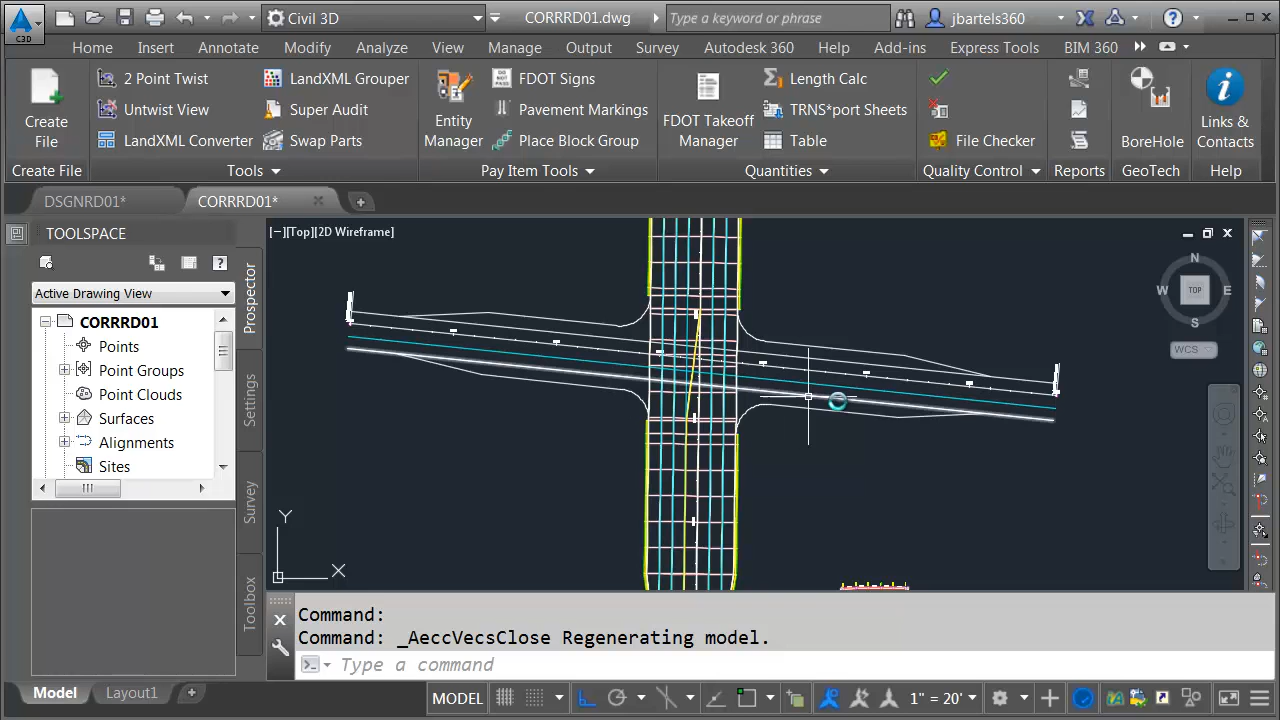 C3D
Civil 3D
CORRRD01.dwg
Type a keyword or phrase
jbartels360
Home Insert Annotate Modify Analyze View Manage Output Survey Autodesk 360 Help Add-ins Express Tools BIM 360
Create File
2 Point Twist
Untwist View
LandXML Converter
LandXML Grouper
Super Audit
Swap Parts
Entity Manager
FDOT Signs
Pavement Markings
Place Block Group
FDOT Takeoff Manager
Length Calc
TRNS*port Sheets
Table
File Checker
BoreHole
Links & Contacts
Create File Tools Pay Item Tools Quantities Quality Control Reports GeoTech Help
DSGNRD01* CORRRD01*
TOOLSPACE
Active Drawing View
CORRRD01
Points
Point Groups
Point Clouds
Surfaces
Alignments
Sites
Prospector
Settings
Survey
Toolbox
[−][Top][2D Wireframe]
N
W TOP E
S
WCS
Y
X
Command:
Command: _AeccVecsClose Regenerating model.
Type a command
Model Layout1
MODEL 1" = 20'